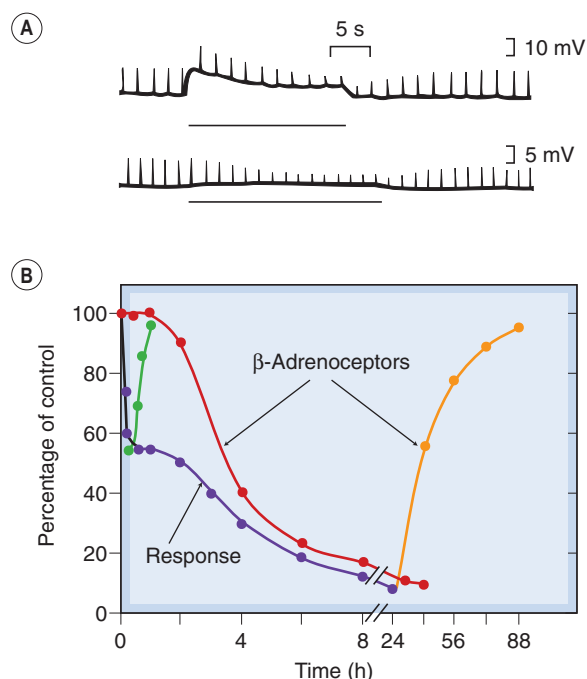 A
5 s
10 mV
5 mV
B
Percentage of control
100
80
60
40
20
0
β-Adrenoceptors
Response
0 4 8 24 56 88
Time (h)